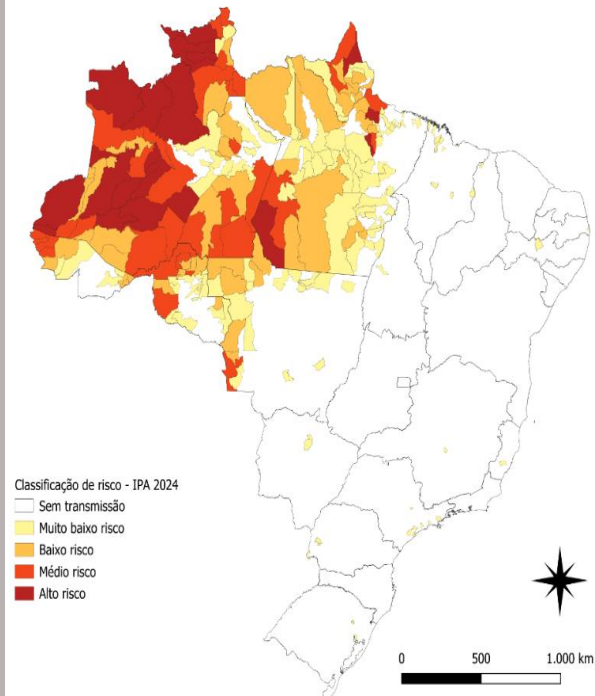 Classificação de risco - IPA 2024
Sem transmissão
Muito baixo risco
Baixo risco
Médio risco
Alto risco
0 500 1.000 km